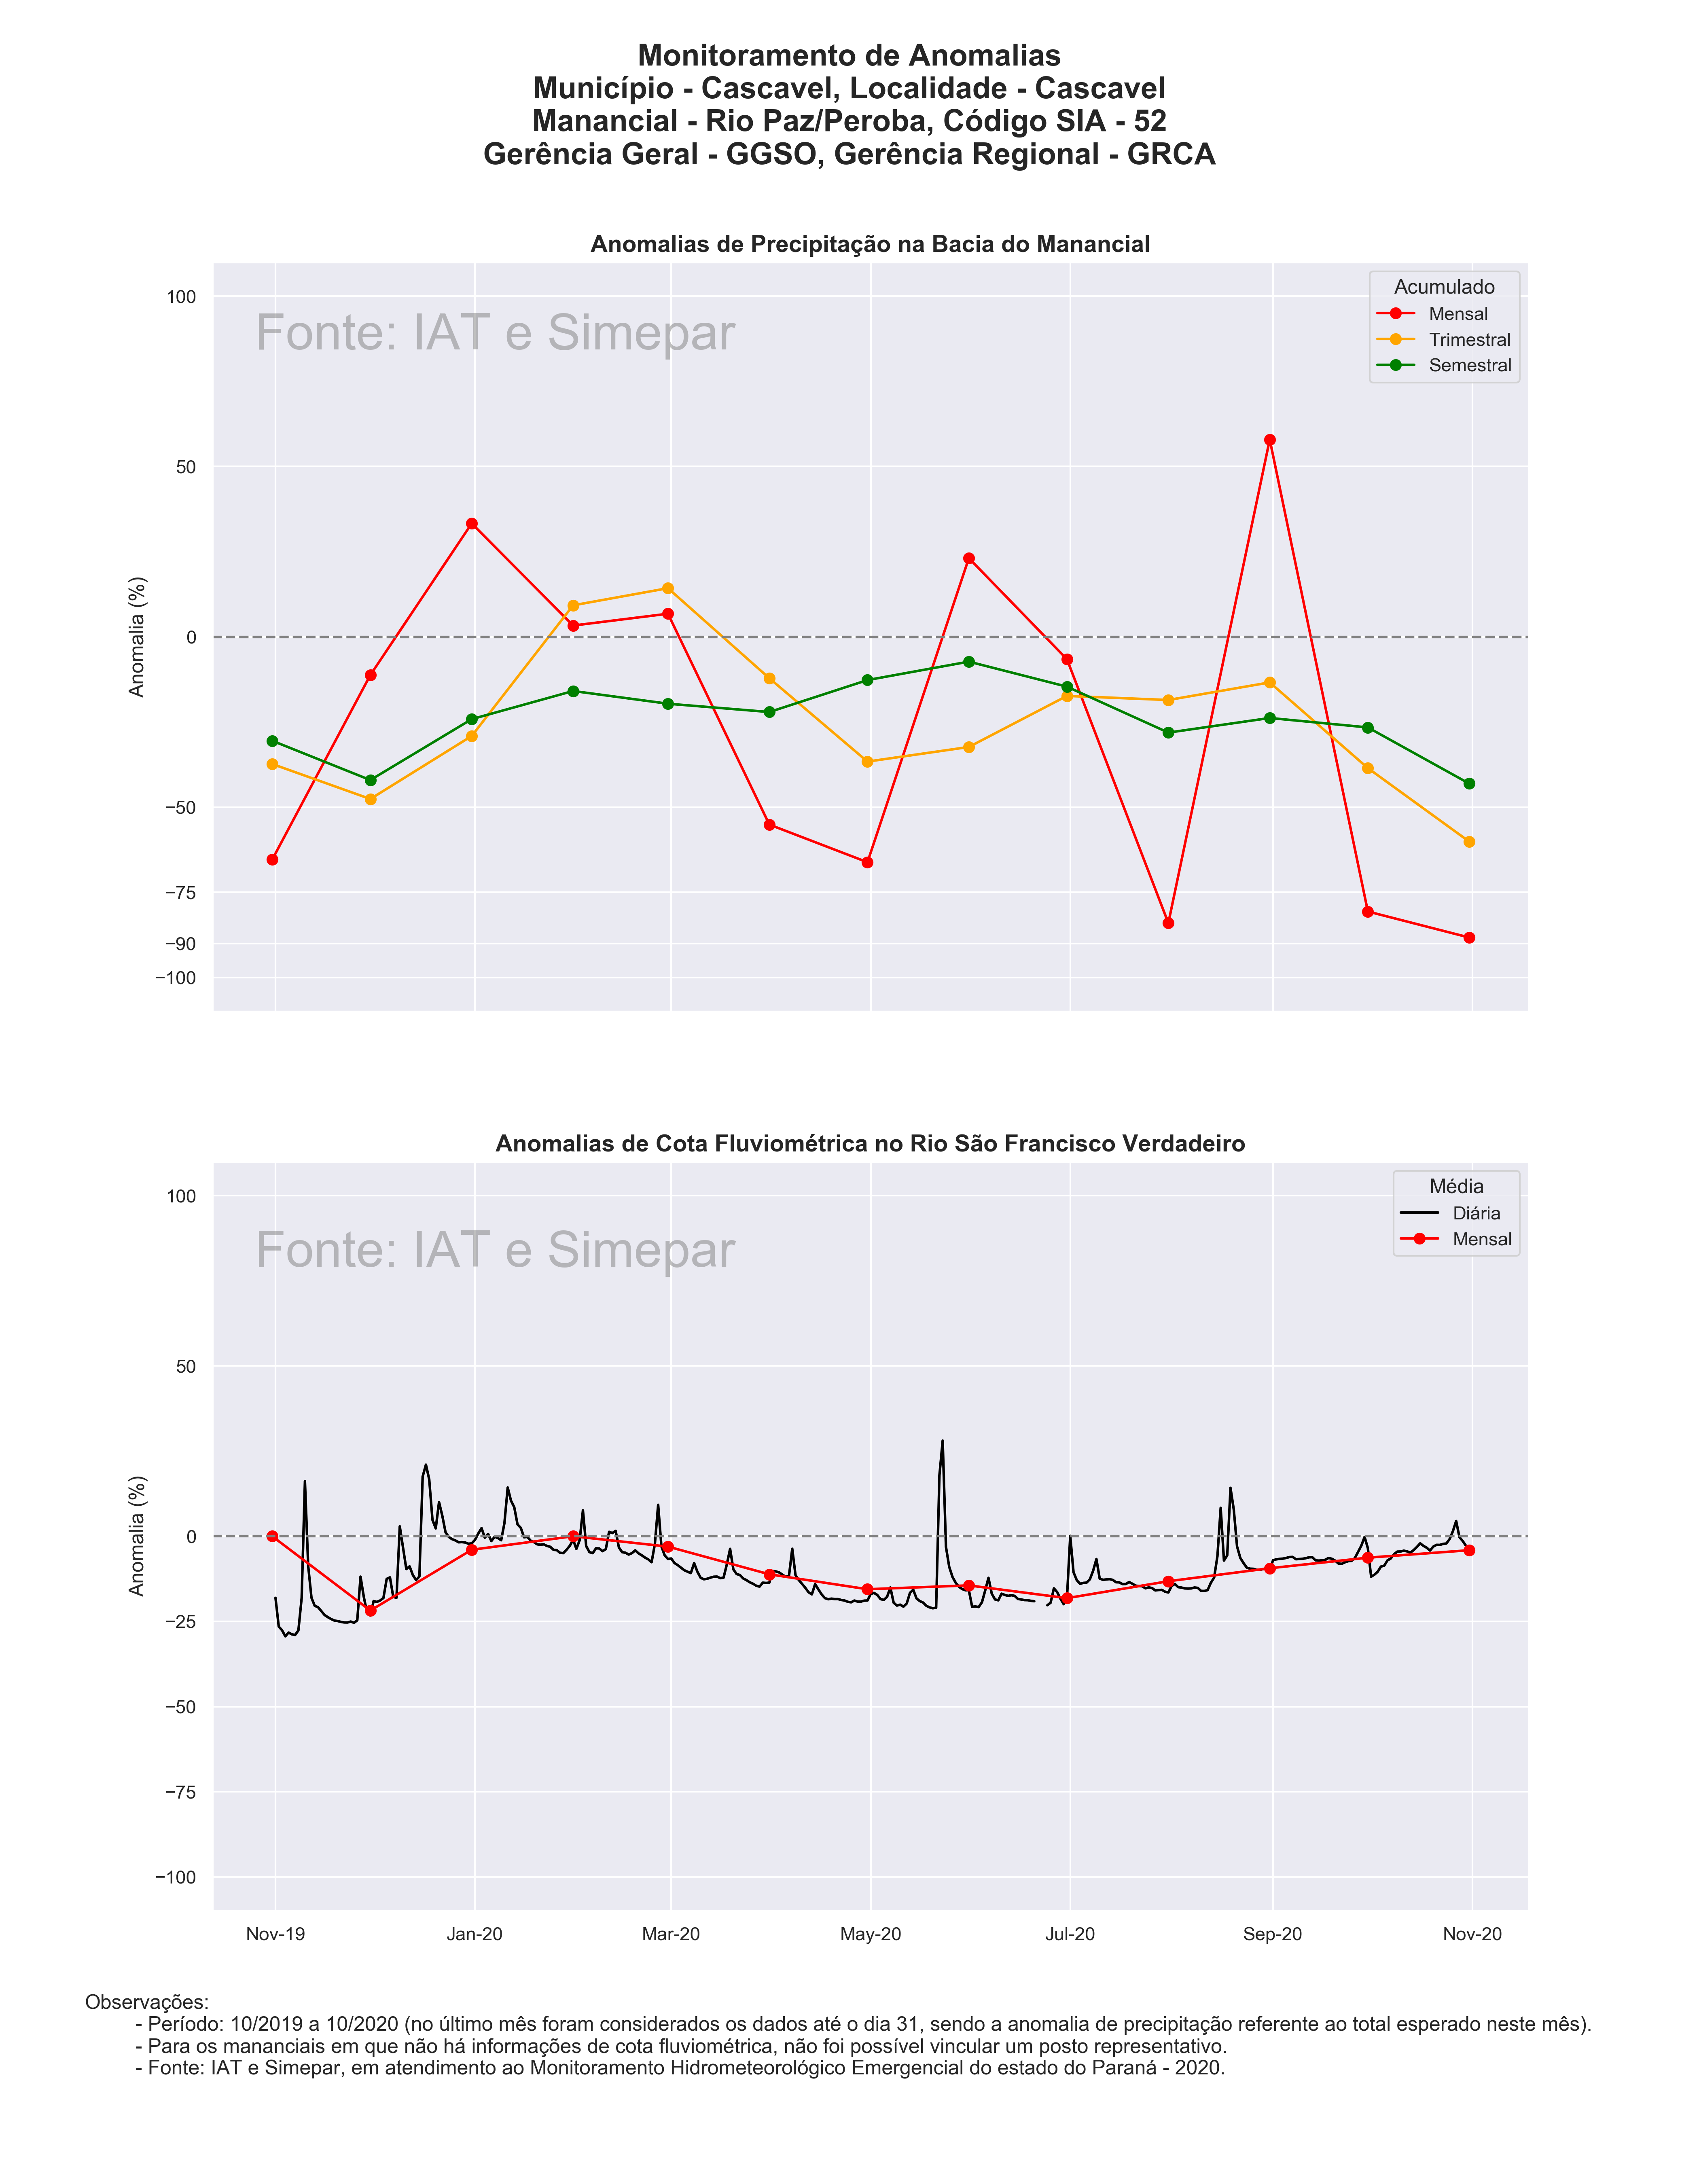 Monitoramento de Anomalias
Município - Cascavel, Localidade - Cascavel
Manancial - Rio Paz/Peroba, Código SIA - 52
Gerência Geral - GGSO, Gerência Regional - GRCA
Anomalias de Precipitação na Bacia do Manancial
Fonte: IAT e Simepar
Acumulado
Mensal
Trimestral
Semestral
Anomalia (%)
100
50
0
−50
−75
−90
−100
Anomalias de Cota Fluviométrica no Rio São Francisco Verdadeiro
Fonte: IAT e Simepar
Média
Diária
Mensal
Anomalia (%)
100
50
0
−25
−50
−75
−100
Nov-19 Jan-20 Mar-20 May-20 Jul-20 Sep-20 Nov-20
Observações:
- Período: 10/2019 a 10/2020 (no último mês foram considerados os dados até o dia 31, sendo a anomalia de precipitação referente ao total esperado neste mês).
- Para os mananciais em que não há informações de cota fluviométrica, não foi possível vincular um posto representativo.
- Fonte: IAT e Simepar, em atendimento ao Monitoramento Hidrometeorológico Emergencial do estado do Paraná - 2020.